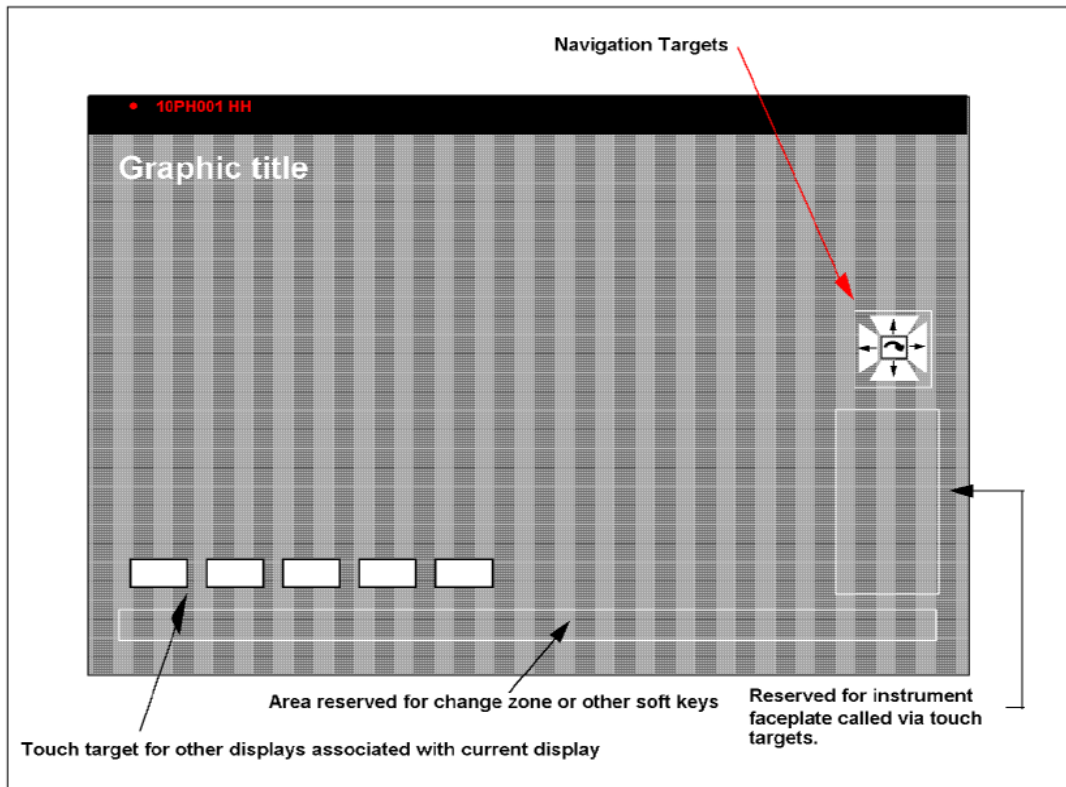 Navigation Targets
10PH001 HH
Graphic title
Area reserved for change zone or other soft keys
Reserved for instrument
faceplate called via touch
targets.
Touch target for other displays associated with current display